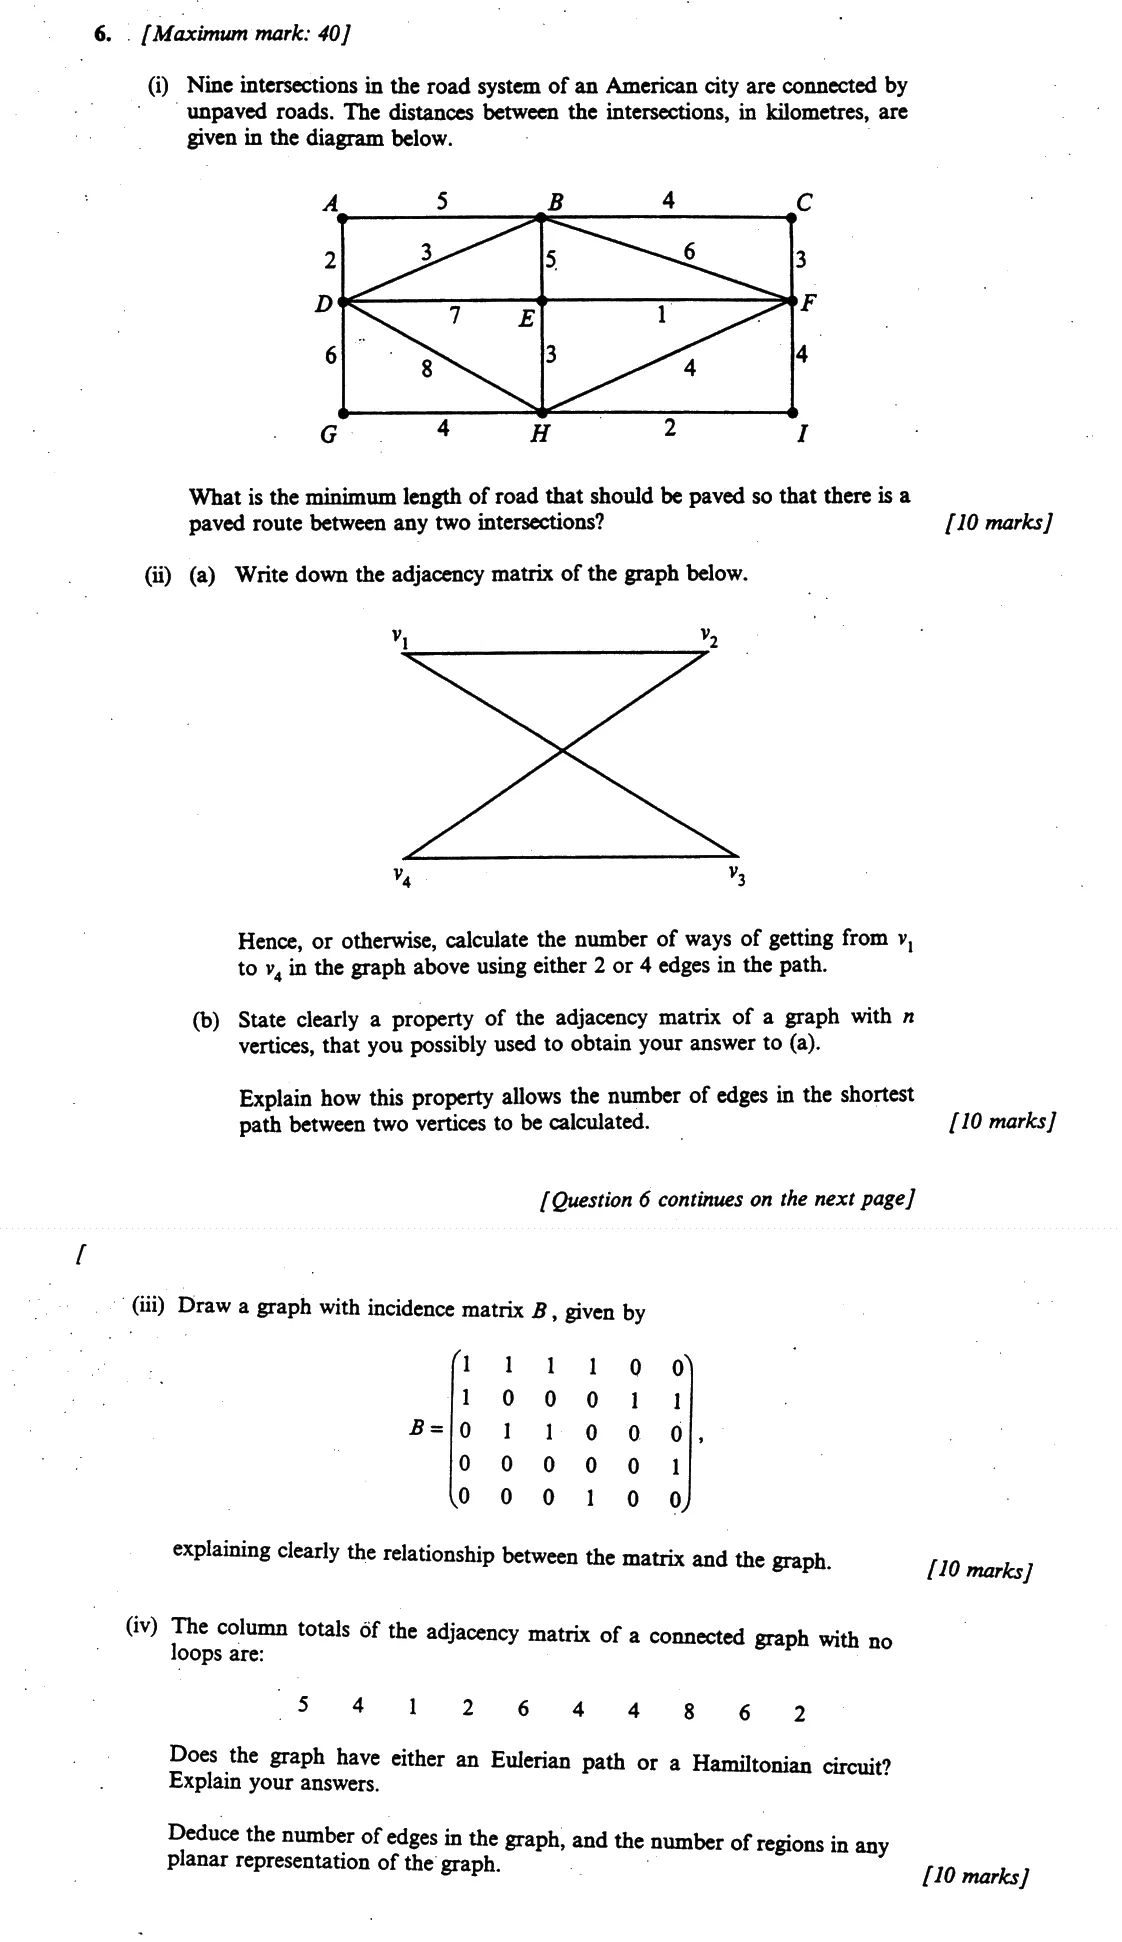 6. [Maximum mark: 40]
(i) Nine intersections in the road system of an American city are connected by
unpaved roads. The distances between the intersections, in kilometres, are
given in the diagram below.
A 5 B 4 C
2 3 5 6 3
D 7 E 1 F
6 8 3 4 4
G 4 H 2 I
What is the minimum length of road that should be paved so that there is a
paved route between any two intersections? [10 marks]
(ii) (a) Write down the adjacency matrix of the graph below.
v1 v2
v4 v3
Hence, or otherwise, calculate the number of ways of getting from v1
to v4 in the graph above using either 2 or 4 edges in the path.
(b) State clearly a property of the adjacency matrix of a graph with n
vertices, that you possibly used to obtain your answer to (a).
Explain how this property allows the number of edges in the shortest
path between two vertices to be calculated. [10 marks]
[Question 6 continues on the next page]
[
(iii) Draw a graph with incidence matrix B, given by
1 1 1 1 0 0
1 0 0 0 1 1
B = 0 1 1 0 0 0 ,
0 0 0 0 0 1
0 0 0 1 0 0
explaining clearly the relationship between the matrix and the graph. [10 marks]
(iv) The column totals of the adjacency matrix of a connected graph with no
loops are:
5 4 1 2 6 4 4 8 6 2
Does the graph have either an Eulerian path or a Hamiltonian circuit?
Explain your answers.
Deduce the number of edges in the graph, and the number of regions in any
planar representation of the graph. [10 marks]